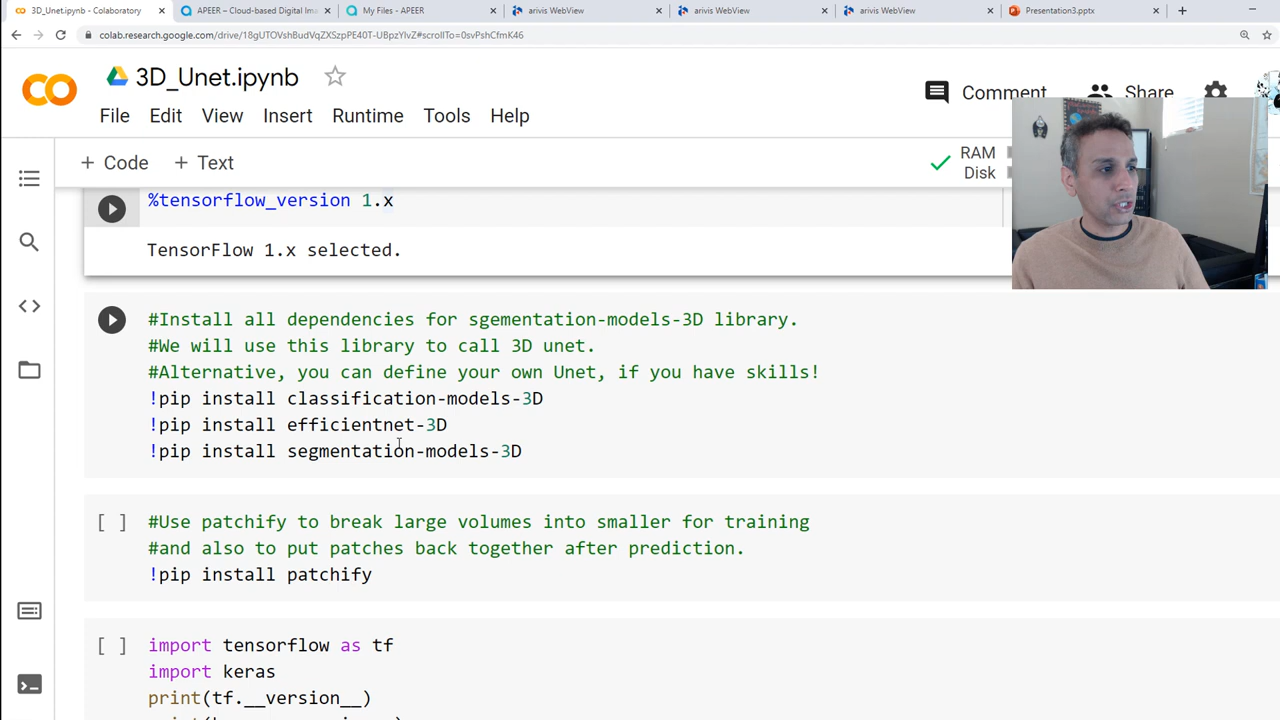 3D_Unet.ipynb - Colaboratory
APEER – Cloud-based Digital Ima
My Files - APEER
arivis WebView
arivis WebView
arivis WebView
Presentation3.pptx
colab.research.google.com/drive/18gUTOVshBudVqZXSzpPE40T-UBpzYlvZ#scrollTo=0svPshCfmK46
3D_Unet.ipynb
Comment
Share
File Edit View Insert Runtime Tools Help
+ Code + Text
RAM
Disk
%tensorflow_version 1.x
TensorFlow 1.x selected.
#Install all dependencies for sgementation-models-3D library.
#We will use this library to call 3D unet.
#Alternative, you can define your own Unet, if you have skills!
!pip install classification-models-3D
!pip install efficientnet-3D
!pip install segmentation-models-3D
[ ] #Use patchify to break large volumes into smaller for training
#and also to put patches back together after prediction.
!pip install patchify
[ ] import tensorflow as tf
import keras
print(tf.__version__)